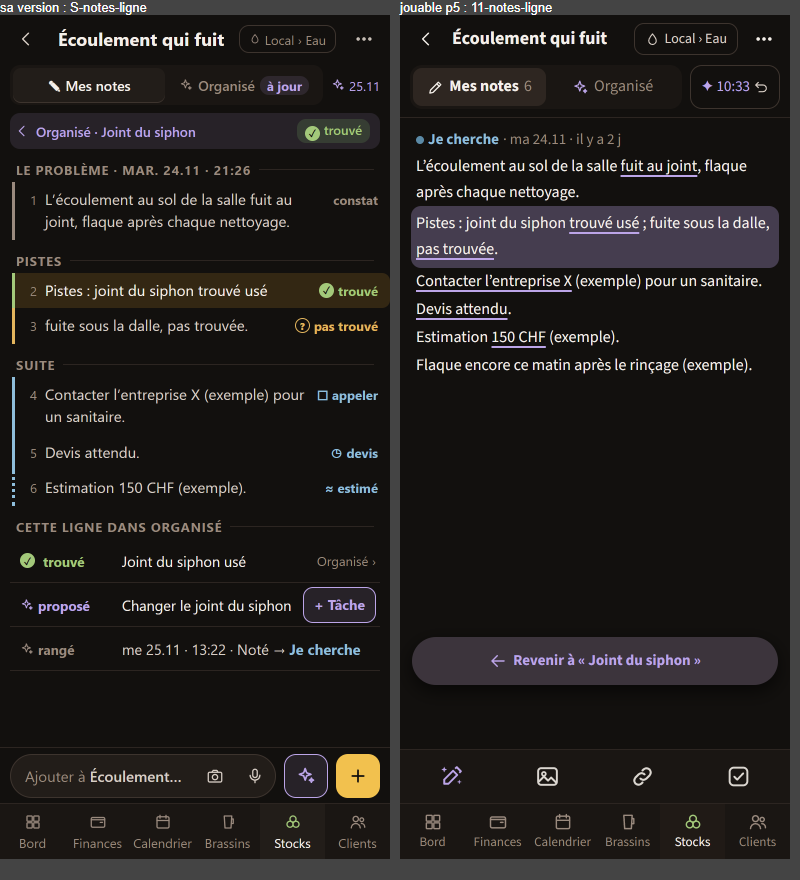 sa version : S-notes-ligne
Écoulement qui fuit
Local › Eau
Mes notes
Organisé à jour
25.11
Organisé · Joint du siphon
trouvé
LE PROBLÈME · MAR. 24.11 · 21:26
1 L’écoulement au sol de la salle fuit au constat
joint, flaque après chaque nettoyage.
PISTES
2 Pistes : joint du siphon trouvé usé trouvé
3 fuite sous la dalle, pas trouvée. pas trouvé
SUITE
4 Contacter l’entreprise X (exemple) pour appeler
un sanitaire.
5 Devis attendu. devis
6 Estimation 150 CHF (exemple). ≈ estimé
CETTE LIGNE DANS ORGANISÉ
trouvé Joint du siphon usé Organisé ›
proposé Changer le joint du siphon + Tâche
rangé me 25.11 · 13:22 · Noté → Je cherche
Ajouter à Écoulement...
Bord Finances Calendrier Brassins Stocks Clients
jouable p5 : 11-notes-ligne
Écoulement qui fuit
Local › Eau
Mes notes 6
Organisé
10:33
Je cherche · ma 24.11 · il y a 2 j
L’écoulement au sol de la salle fuit au joint, flaque
après chaque nettoyage.
Pistes : joint du siphon trouvé usé ; fuite sous la dalle,
pas trouvée.
Contacter l’entreprise X (exemple) pour un sanitaire.
Devis attendu.
Estimation 150 CHF (exemple).
Flaque encore ce matin après le rinçage (exemple).
← Revenir à « Joint du siphon »
Bord Finances Calendrier Brassins Stocks Clients